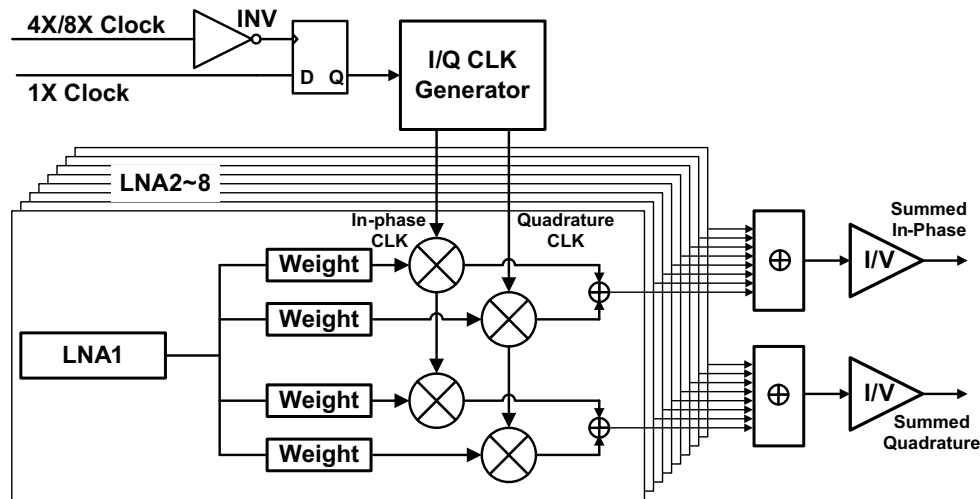 4X/8X Clock
INV
D Q
1X Clock
I/Q CLK
Generator
LNA2~8
In-phase
CLK
Quadrature
CLK
Weight
Weight
LNA1
Weight
Weight
Summed
In-Phase
I/V
I/V
Summed
Quadrature